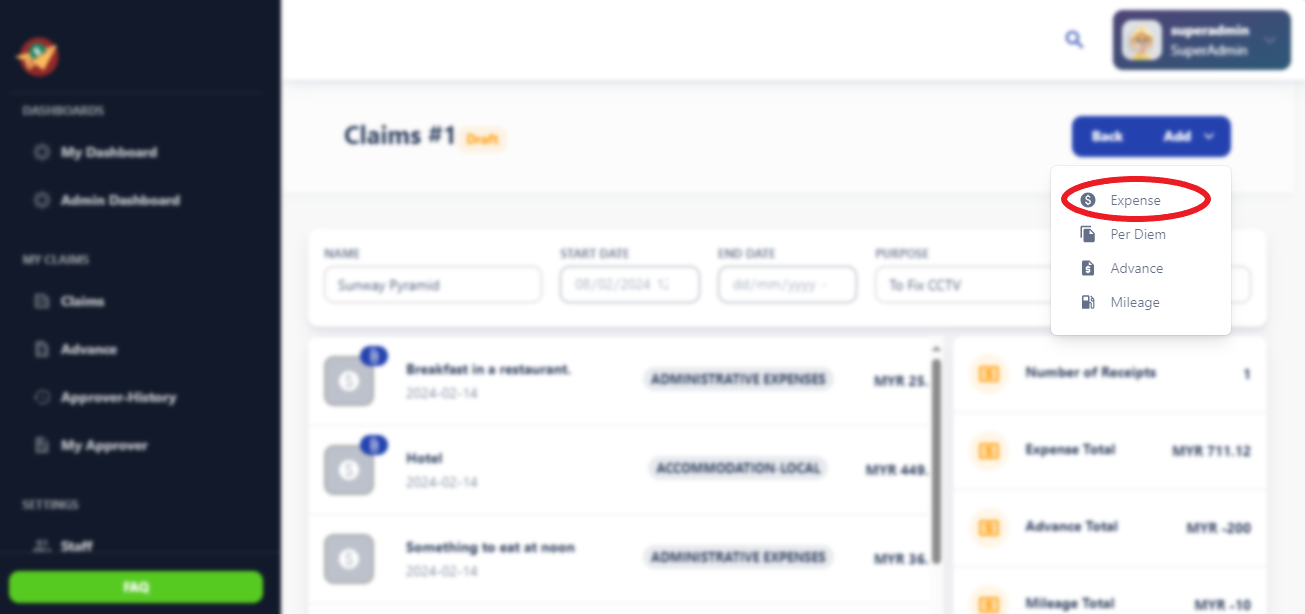 superadmin
SuperAdmin
DASHBOARDS
My Dashboard
Admin Dashboard
MY CLAIMS
Claims
Advance
Approver-History
My Approver
SETTINGS
Staff
FAQ
Claims #1 Draft
Back Add
Expense
Per Diem
Advance
Mileage
NAME START DATE END DATE PURPOSE
Sunway Pyramid 08/02/2024 12 dd/mm/yyyy - To Fix CCTV
Breakfast in a restaurant.
2024-02-14
ADMINISTRATIVE EXPENSES
MYR 25.
Hotel
2024-02-14
ACCOMMODATION-LOCAL
MYR 449.
Something to eat at noon
2024-02-14
ADMINISTRATIVE EXPENSES
MYR 36.
Number of Receipts 1
Expense Total MYR 711.12
Advance Total MYR -200
Mileage Total MYR -10